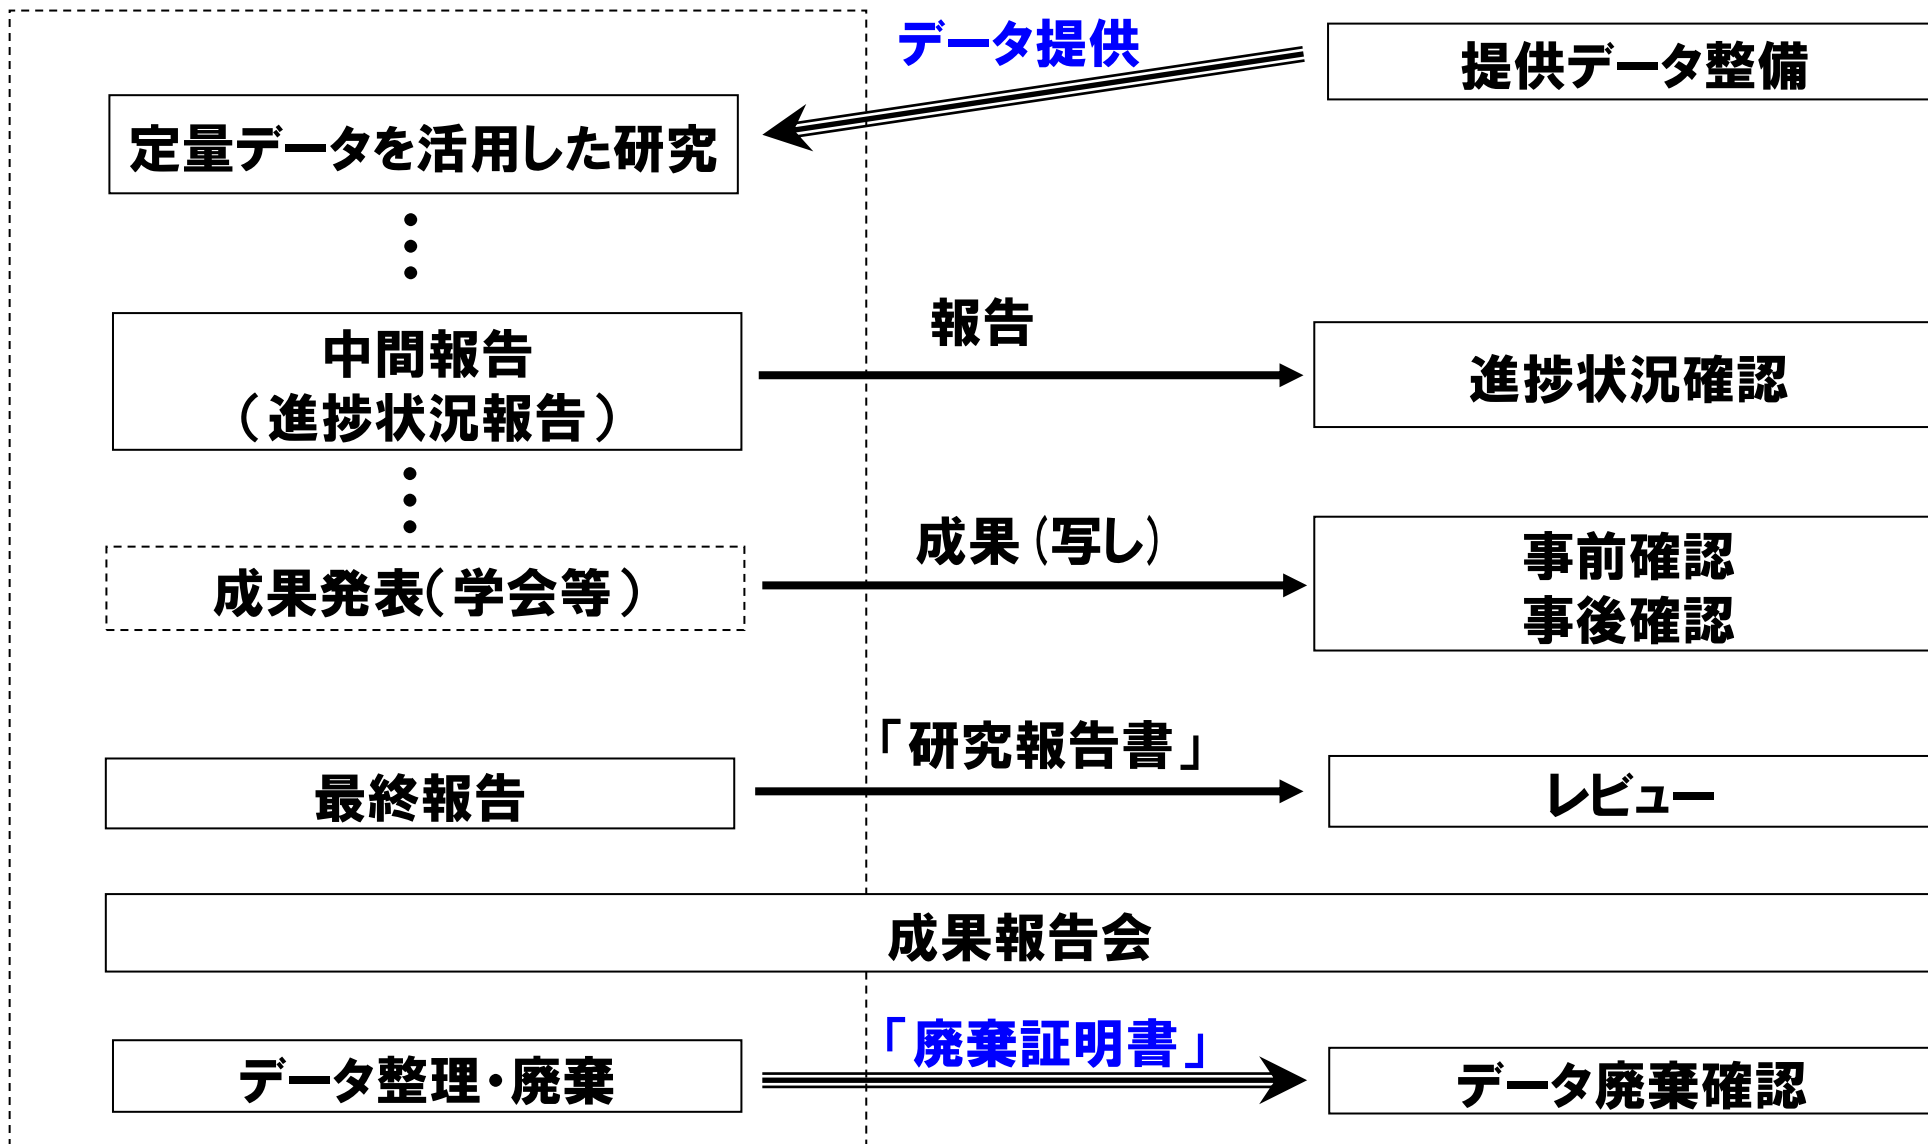 データ提供
提供データ整備
定量データを活用した研究
中間報告
（進捗状況報告）
報告
進捗状況確認
成果発表（学会等）
成果（写し）
事前確認
事後確認
最終報告
「研究報告書」
レビュー
成果報告会
データ整理・廃棄
「廃棄証明書」
データ廃棄確認